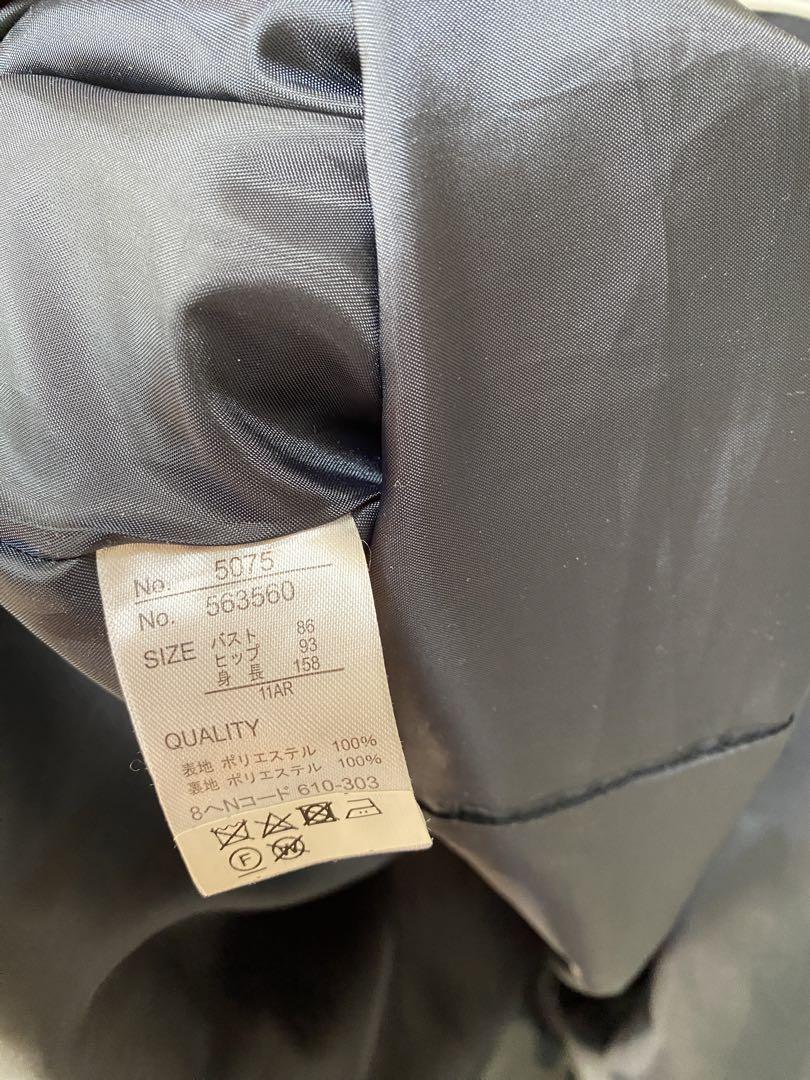 No. 5075
No. 563560
SIZE バスト 86
ヒップ 93
身長 158
11AR
QUALITY
表地 ポリエステル 100%
裏地 ポリエステル 100%
8ヘNコード 610-303
F W